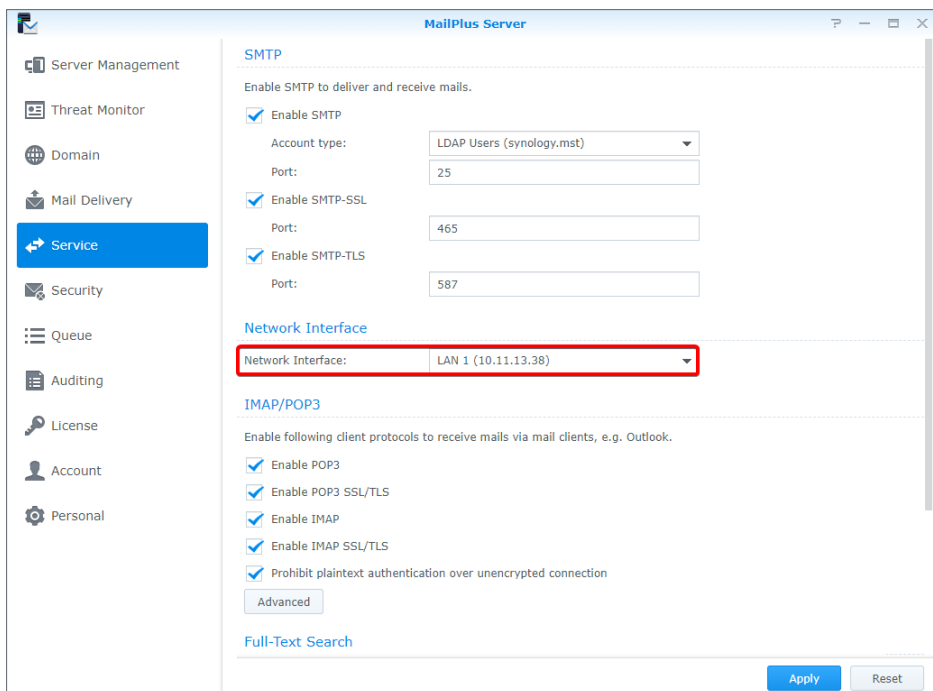 MailPlus Server
Server Management
Threat Monitor
Domain
Mail Delivery
Service
Security
Queue
Auditing
License
Account
Personal
SMTP
Enable SMTP to deliver and receive mails.
Enable SMTP
Account type: LDAP Users (synology.mst)
Port: 25
Enable SMTP-SSL
Port: 465
Enable SMTP-TLS
Port: 587
Network Interface
Network Interface: LAN 1 (10.11.13.38)
IMAP/POP3
Enable following client protocols to receive mails via mail clients, e.g. Outlook.
Enable POP3
Enable POP3 SSL/TLS
Enable IMAP
Enable IMAP SSL/TLS
Prohibit plaintext authentication over unencrypted connection
Advanced
Full-Text Search
Apply Reset